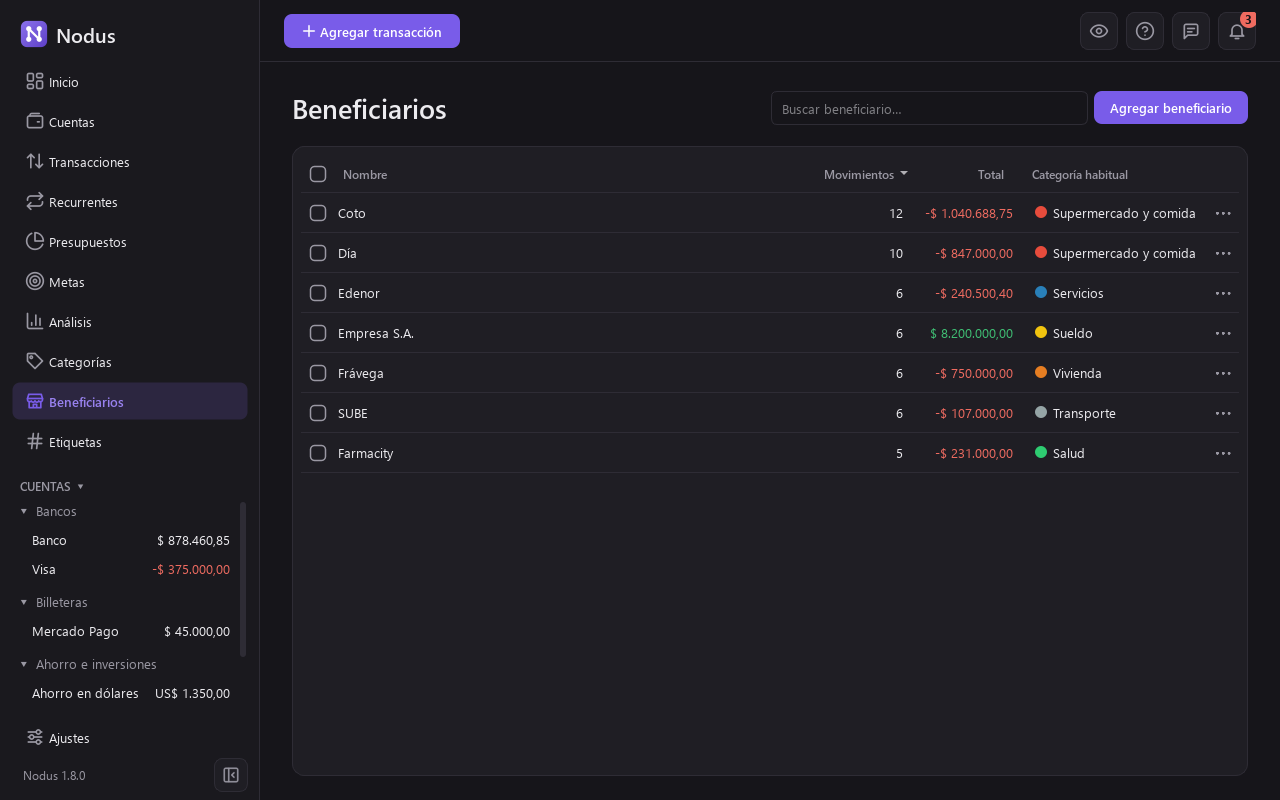 Nodus
Inicio
Cuentas
Transacciones
Recurrentes
Presupuestos
Metas
Análisis
Categorías
Beneficiarios
Etiquetas
CUENTAS
Bancos
Banco $ 878.460,85
Visa -$ 375.000,00
Billeteras
Mercado Pago $ 45.000,00
Ahorro e inversiones
Ahorro en dólares US$ 1.350,00
Ajustes
Nodus 1.8.0
Agregar transacción
3
Beneficiarios
Buscar beneficiario...
Agregar beneficiario
Nombre Movimientos Total Categoría habitual
Coto 12 -$ 1.040.688,75 Supermercado y comida
Día 10 -$ 847.000,00 Supermercado y comida
Edenor 6 -$ 240.500,40 Servicios
Empresa S.A. 6 $ 8.200.000,00 Sueldo
Frávega 6 -$ 750.000,00 Vivienda
SUBE 6 -$ 107.000,00 Transporte
Farmacity 5 -$ 231.000,00 Salud